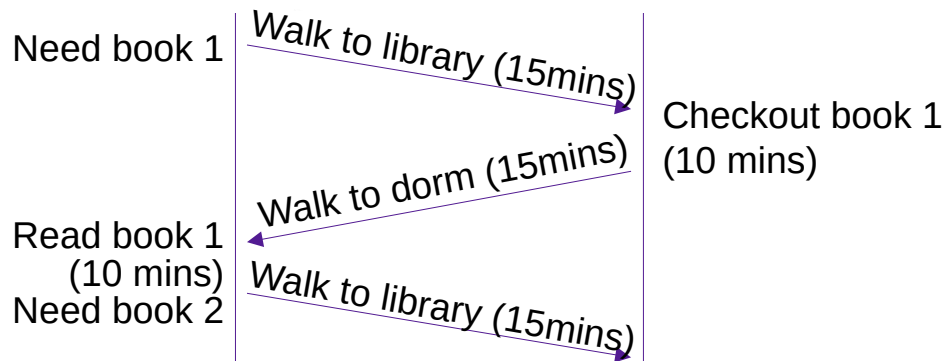 Need book 1
Walk to library (15mins)
Checkout book 1
(10 mins)
Walk to dorm (15mins)
Read book 1
(10 mins)
Need book 2
Walk to library (15mins)